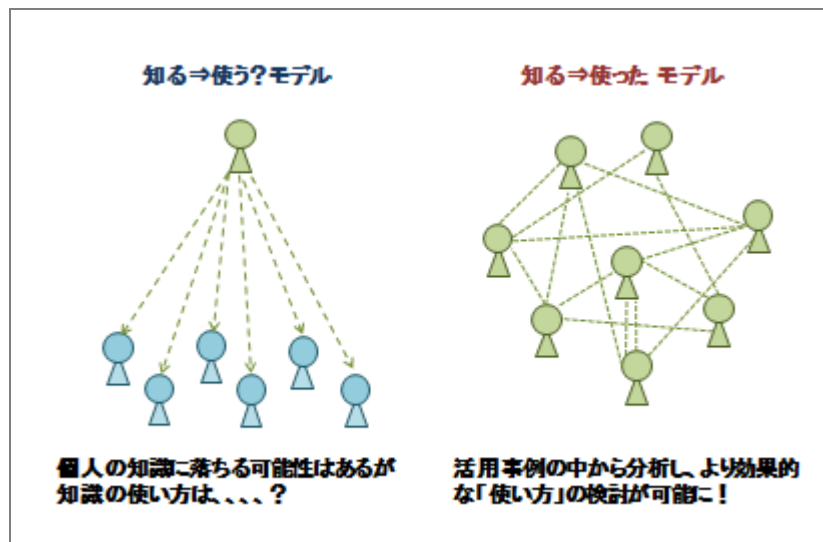 知る⇒使う？モデル
知る⇒使った モデル
個人の知識に落ちる可能性はあるが
知識の使い方は、、、、？
活用事例の中から分析し、より効果的
な「使い方」の検討が可能に！